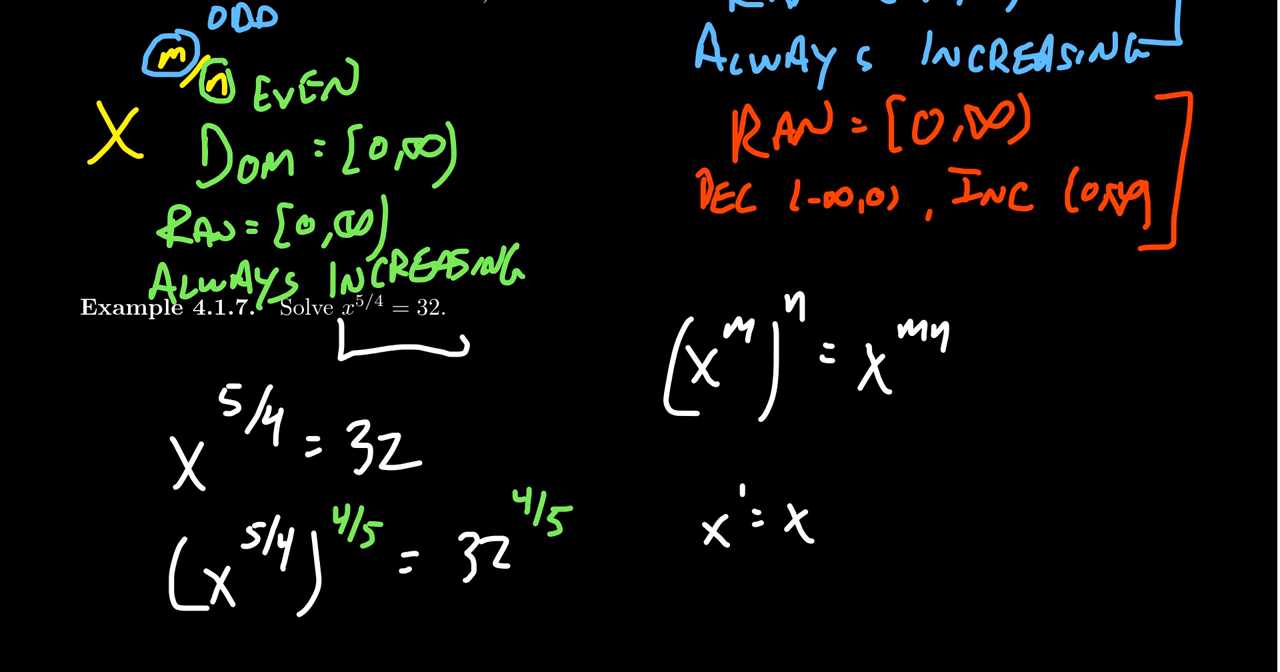 ODD
m/n EVEN
X
DOM = [0,∞)
RAN = [0,∞)
ALWAYS INCREASING
ALWAYS INCREASING
RAN = [0,∞)
DEC (-∞,0), INC (0,∞)
Example 4.1.7. Solve x^{5/4} = 32.
x^{5/4} = 32
(x^{5/4})^{4/5} = 32^{4/5}
(x^m)^n = x^{mn}
x^1 = x